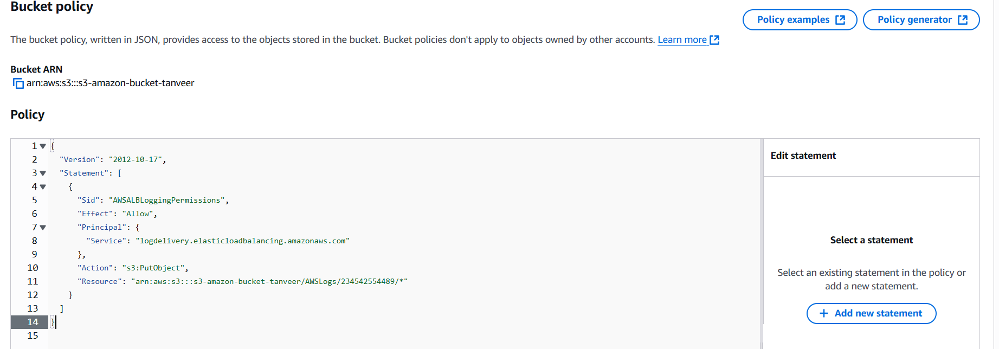 Bucket policy
Policy examples
Policy generator
The bucket policy, written in JSON, provides access to the objects stored in the bucket. Bucket policies don't apply to objects owned by other accounts. Learn more
Bucket ARN
arn:aws:s3:::s3-amazon-bucket-tanveer
Policy
1 {
2 "Version": "2012-10-17",
3 "Statement": [
4 {
5 "Sid": "AWSALBLoggingPermissions",
6 "Effect": "Allow",
7 "Principal": {
8 "Service": "logdelivery.elasticloadbalancing.amazonaws.com"
9 },
10 "Action": "s3:PutObject",
11 "Resource": "arn:aws:s3:::s3-amazon-bucket-tanveer/AWSLogs/234542554489/*"
12 }
13 ]
14 }
15
Edit statement
Select a statement
Select an existing statement in the policy or
add a new statement.
+ Add new statement